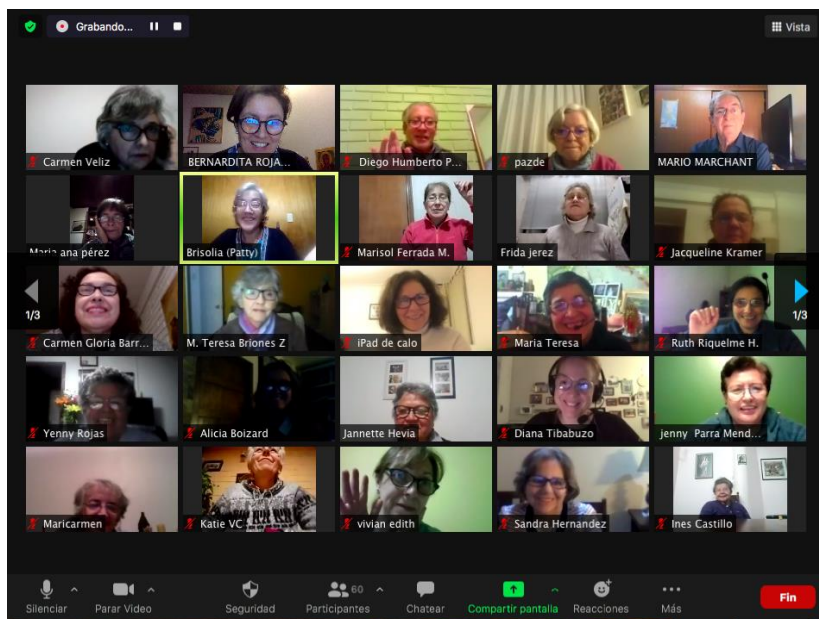 Grabando...
Vista
Carmen Veliz
BERNARDITA ROJA...
Diego Humberto P...
pazde
MARIO MARCHANT
Maria ana pérez
Brisolia (Patty)
Marisol Ferrada M.
Frida jerez
Jacqueline Kramer
1/3
1/3
Carmen Gloria Barr...
M. Teresa Briones Z
iPad de calo
Maria Teresa
Ruth Riquelme H.
Yenny Rojas
Alicia Boizard
Jannette Hevia
Diana Tibabuzo
jenny Parra Mend...
Maricarmen
Katie VC
vivian edith
Sandra Hernandez
Ines Castillo
60
Silenciar
Parar Video
Seguridad
Participantes
Chatear
Compartir pantalla
Reacciones
Más
Fin